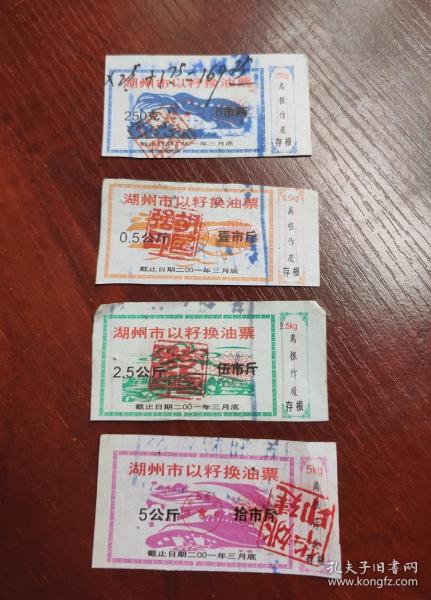 湖州市以籽换油票
250克 5市两
截止日期二00一年三月底
250g
离根作废
存根
湖州市以籽换油票
0.5公斤 壹市斤
截止日期二00一年三月底
0.5kg
离根作废
存根
湖州市以籽换油票
2.5公斤 伍市斤
截止日期二00一年三月底
2.5kg
离根作废
存根
湖州市以籽换油票
5公斤 拾市斤
截止日期二00一年三月底
5kg
离
存根
孔夫子旧书网
www.kongfz.com